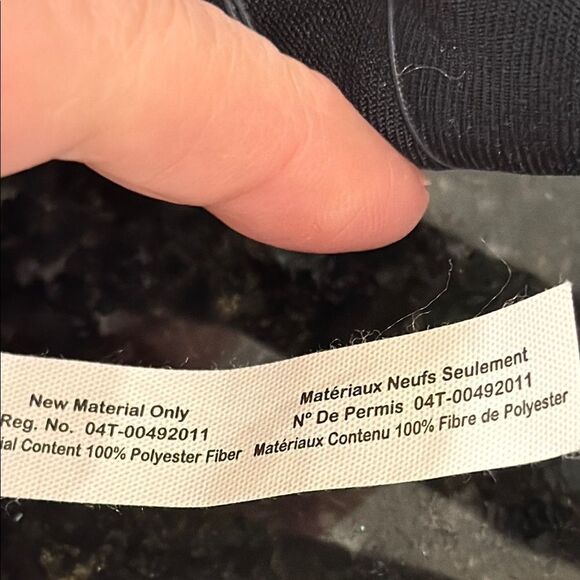 New Material Only
Reg. No. 04T-00492011
ial Content 100% Polyester Fiber
Matériaux Neufs Seulement
Nº De Permis 04T-00492011
Matériaux Contenu 100% Fibre de Polyester